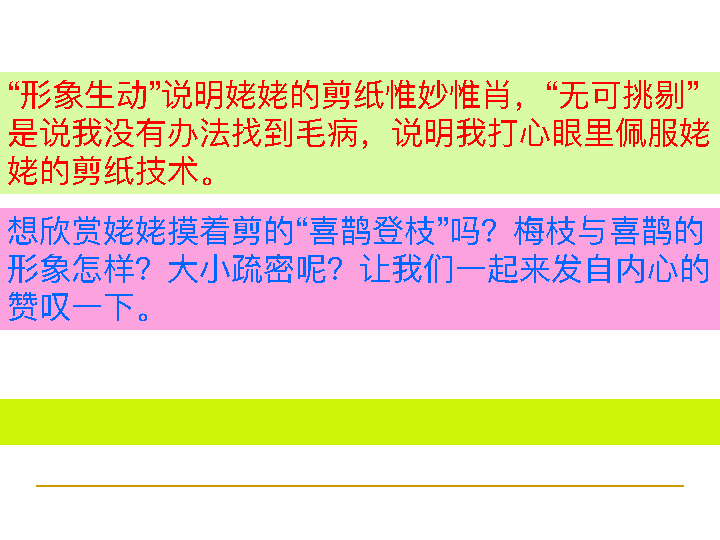 “形象生动”说明姥姥的剪纸惟妙惟肖，“无可挑剔”
是说我没有办法找到毛病，说明我打心眼里佩服姥
姥的剪纸技术。
想欣赏姥姥摸着剪的“喜鹊登枝”吗？梅枝与喜鹊的
形象怎样？大小疏密呢？让我们一起来发自内心的
赞叹一下。